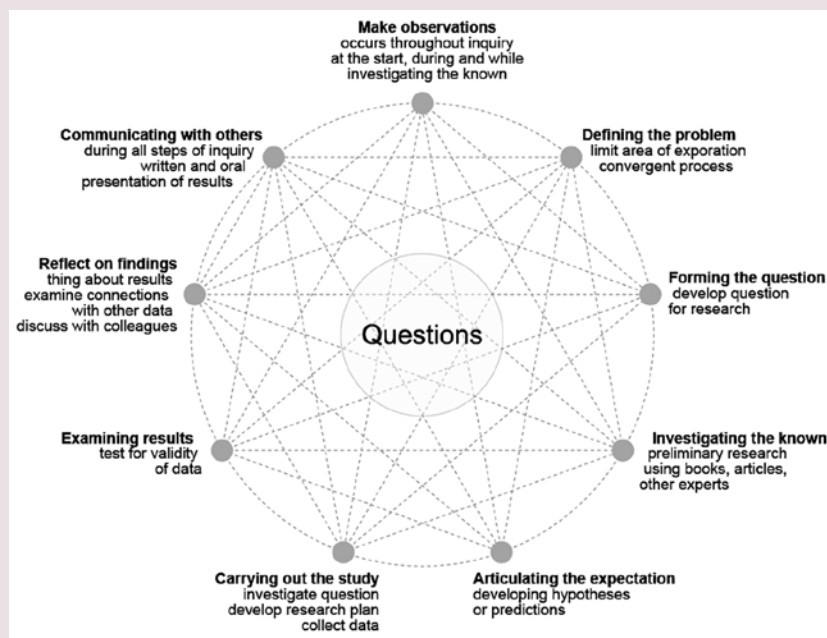 Make observations
occurs throughout inquiry
at the start, during and while
investigating the known
Communicating with others
during all steps of inquiry
written and oral
presentation of results
Defining the problem
limit area of exporation
convergent process
Reflect on findings
thing about results
examine connections
with other data
discuss with colleagues
Forming the question
develop question
for research
Questions
Examining results
test for validity
of data
Investigating the known
preliminary research
using books, articles,
other experts
Carrying out the study
investigate question
develop research plan
collect data
Articulating the expectation
developing hypotheses
or predictions